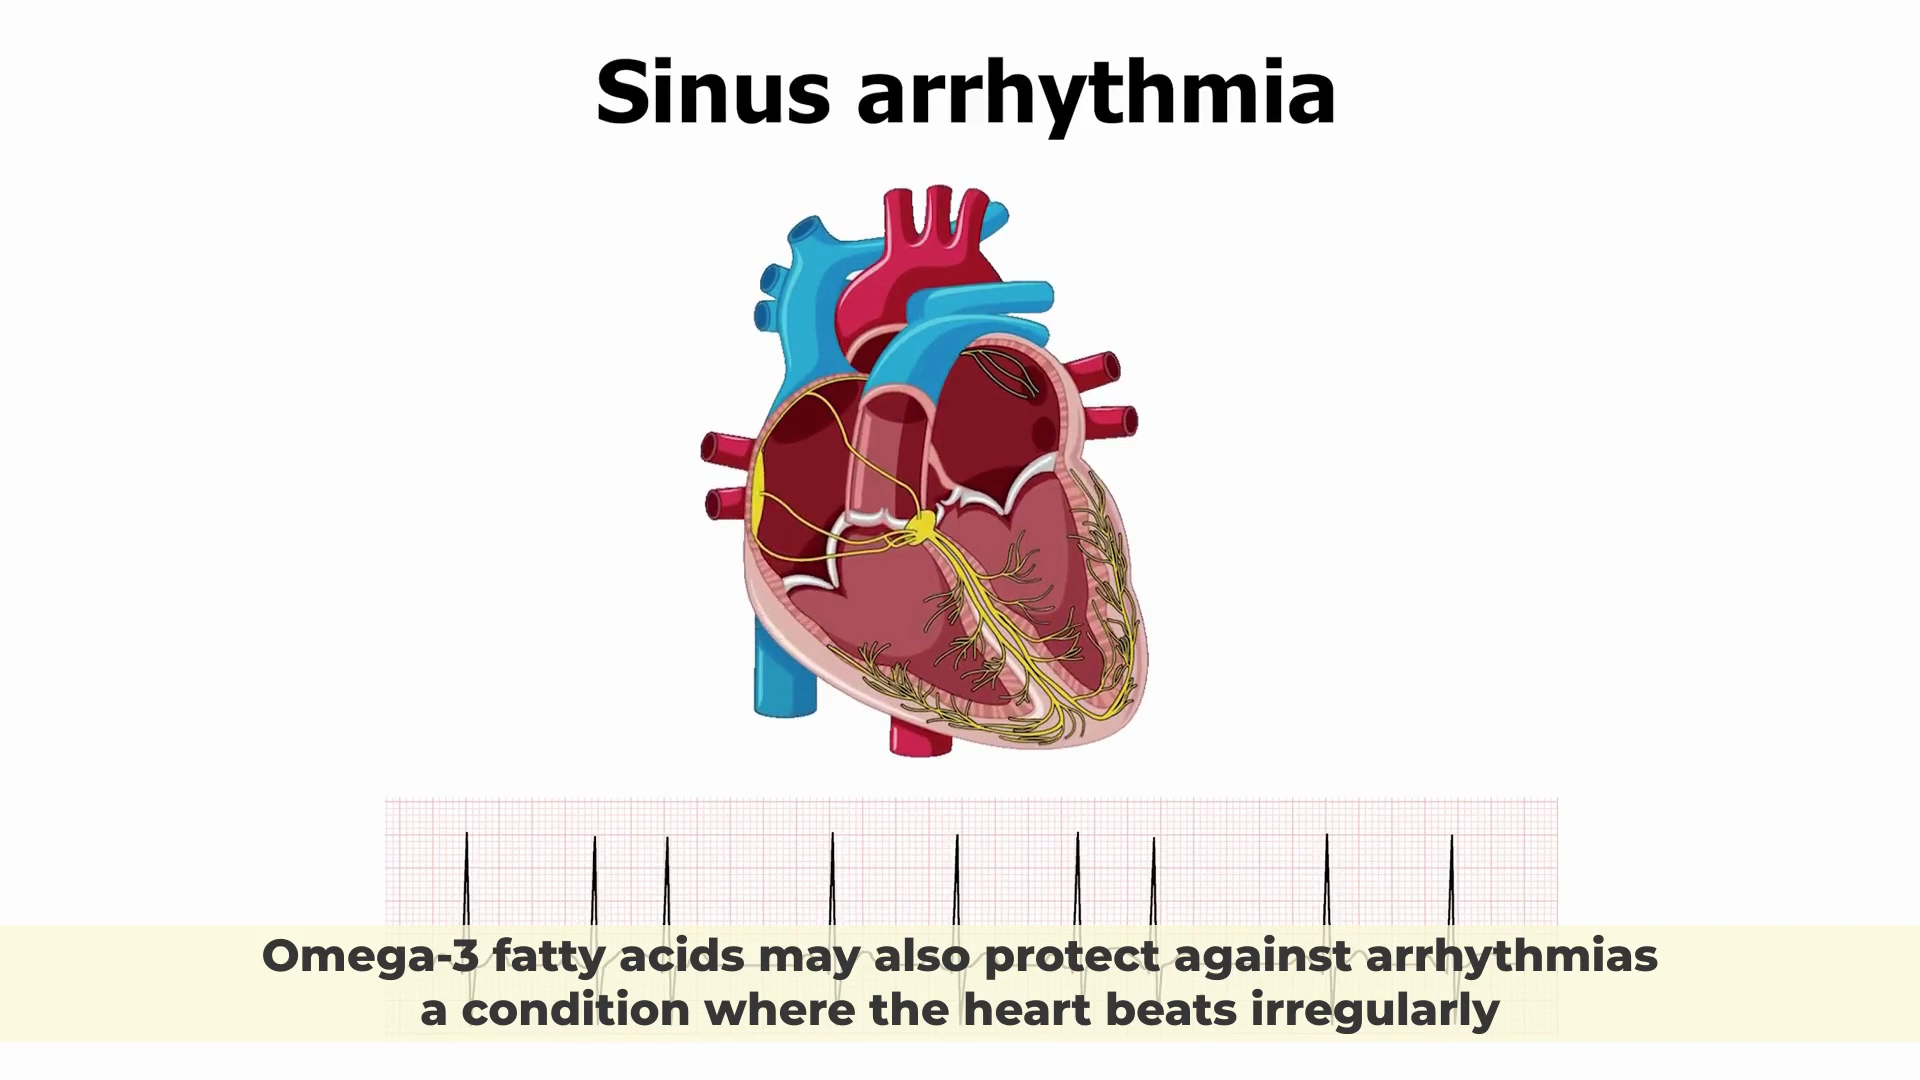 Sinus arrhythmia
Omega-3 fatty acids may also protect against arrhythmias
a condition where the heart beats irregularly